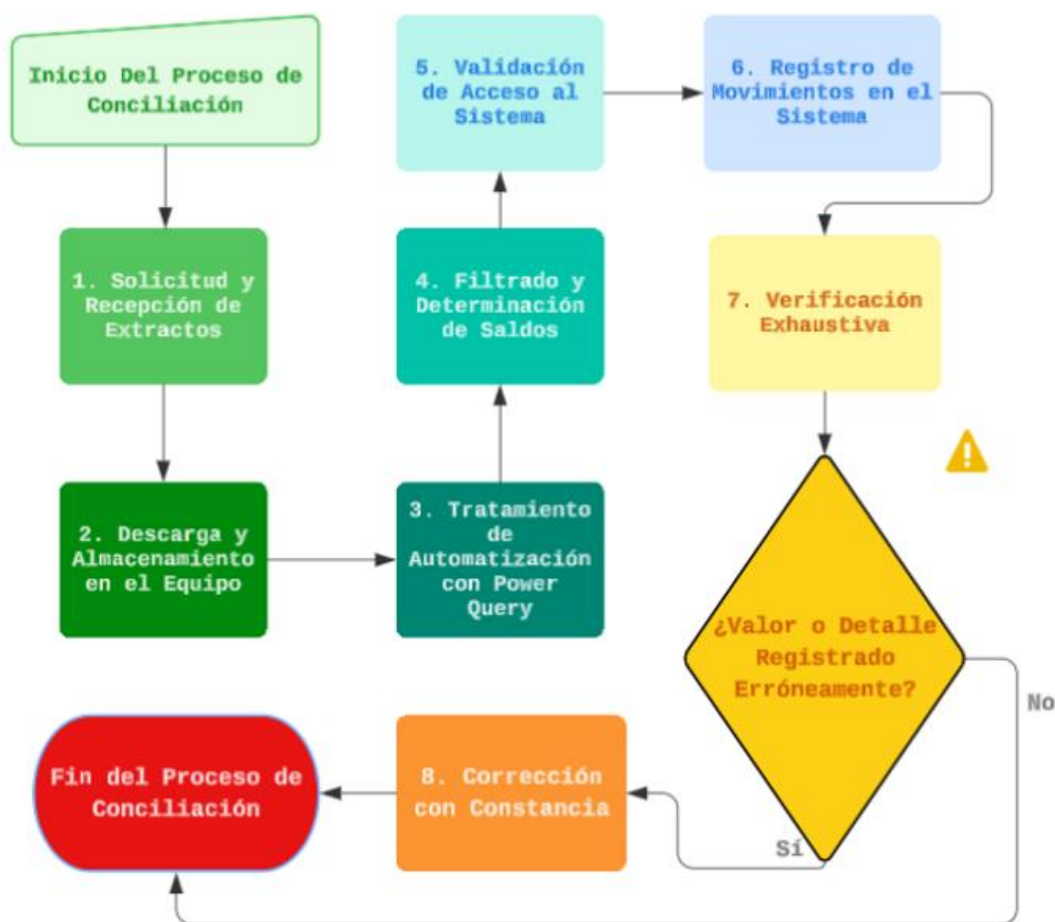 Inicio Del Proceso de
Conciliación
1. Solicitud y
Recepción de
Extractos
2. Descarga y
Almacenamiento
en el Equipo
3. Tratamiento
de
Automatización
con Power
Query
4. Filtrado y
Determinación
de Saldos
5. Validación
de Acceso al
Sistema
6. Registro de
Movimientos en el
Sistema
7. Verificación
Exhaustiva
¿Valor o Detalle
Registrado
Erróneamente?
No
Sí
8. Corrección
con Constancia
Fin del Proceso de
Conciliación